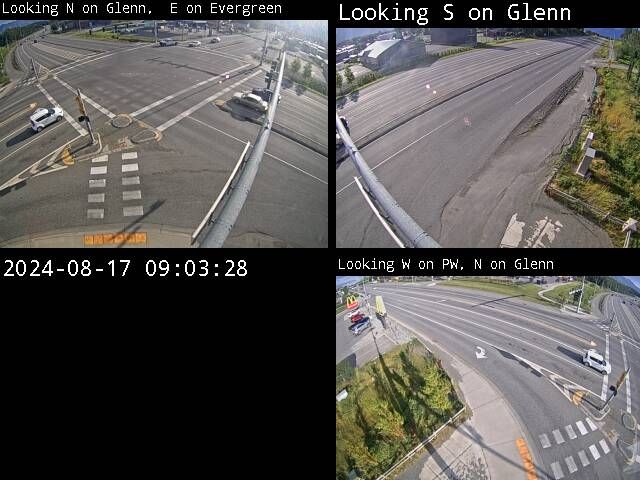 Looking N on Glenn, E on Evergreen
Looking S on Glenn
2024-08-17 09:03:28
Looking W on PW, N on Glenn